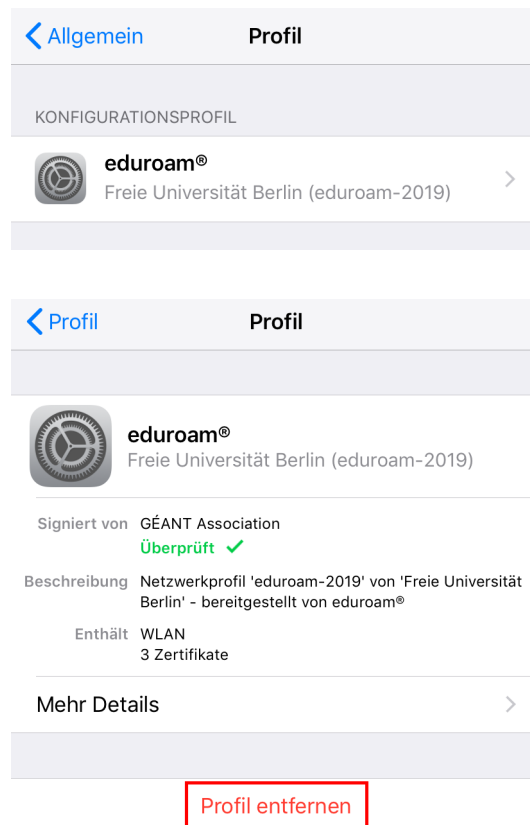 Allgemein Profil
KONFIGURATIONSPROFIL
eduroam®
Freie Universität Berlin (eduroam-2019)
Profil Profil
eduroam®
Freie Universität Berlin (eduroam-2019)
Signiert von GÉANT Association
Überprüft ✓
Beschreibung Netzwerkprofil 'eduroam-2019' von 'Freie Universität
Berlin' - bereitgestellt von eduroam®
Enthält WLAN
3 Zertifikate
Mehr Details
Profil entfernen